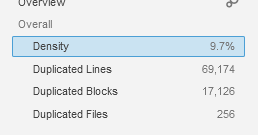 Overview
Overall
Density 9.7%
Duplicated Lines 69,174
Duplicated Blocks 17,126
Duplicated Files 256